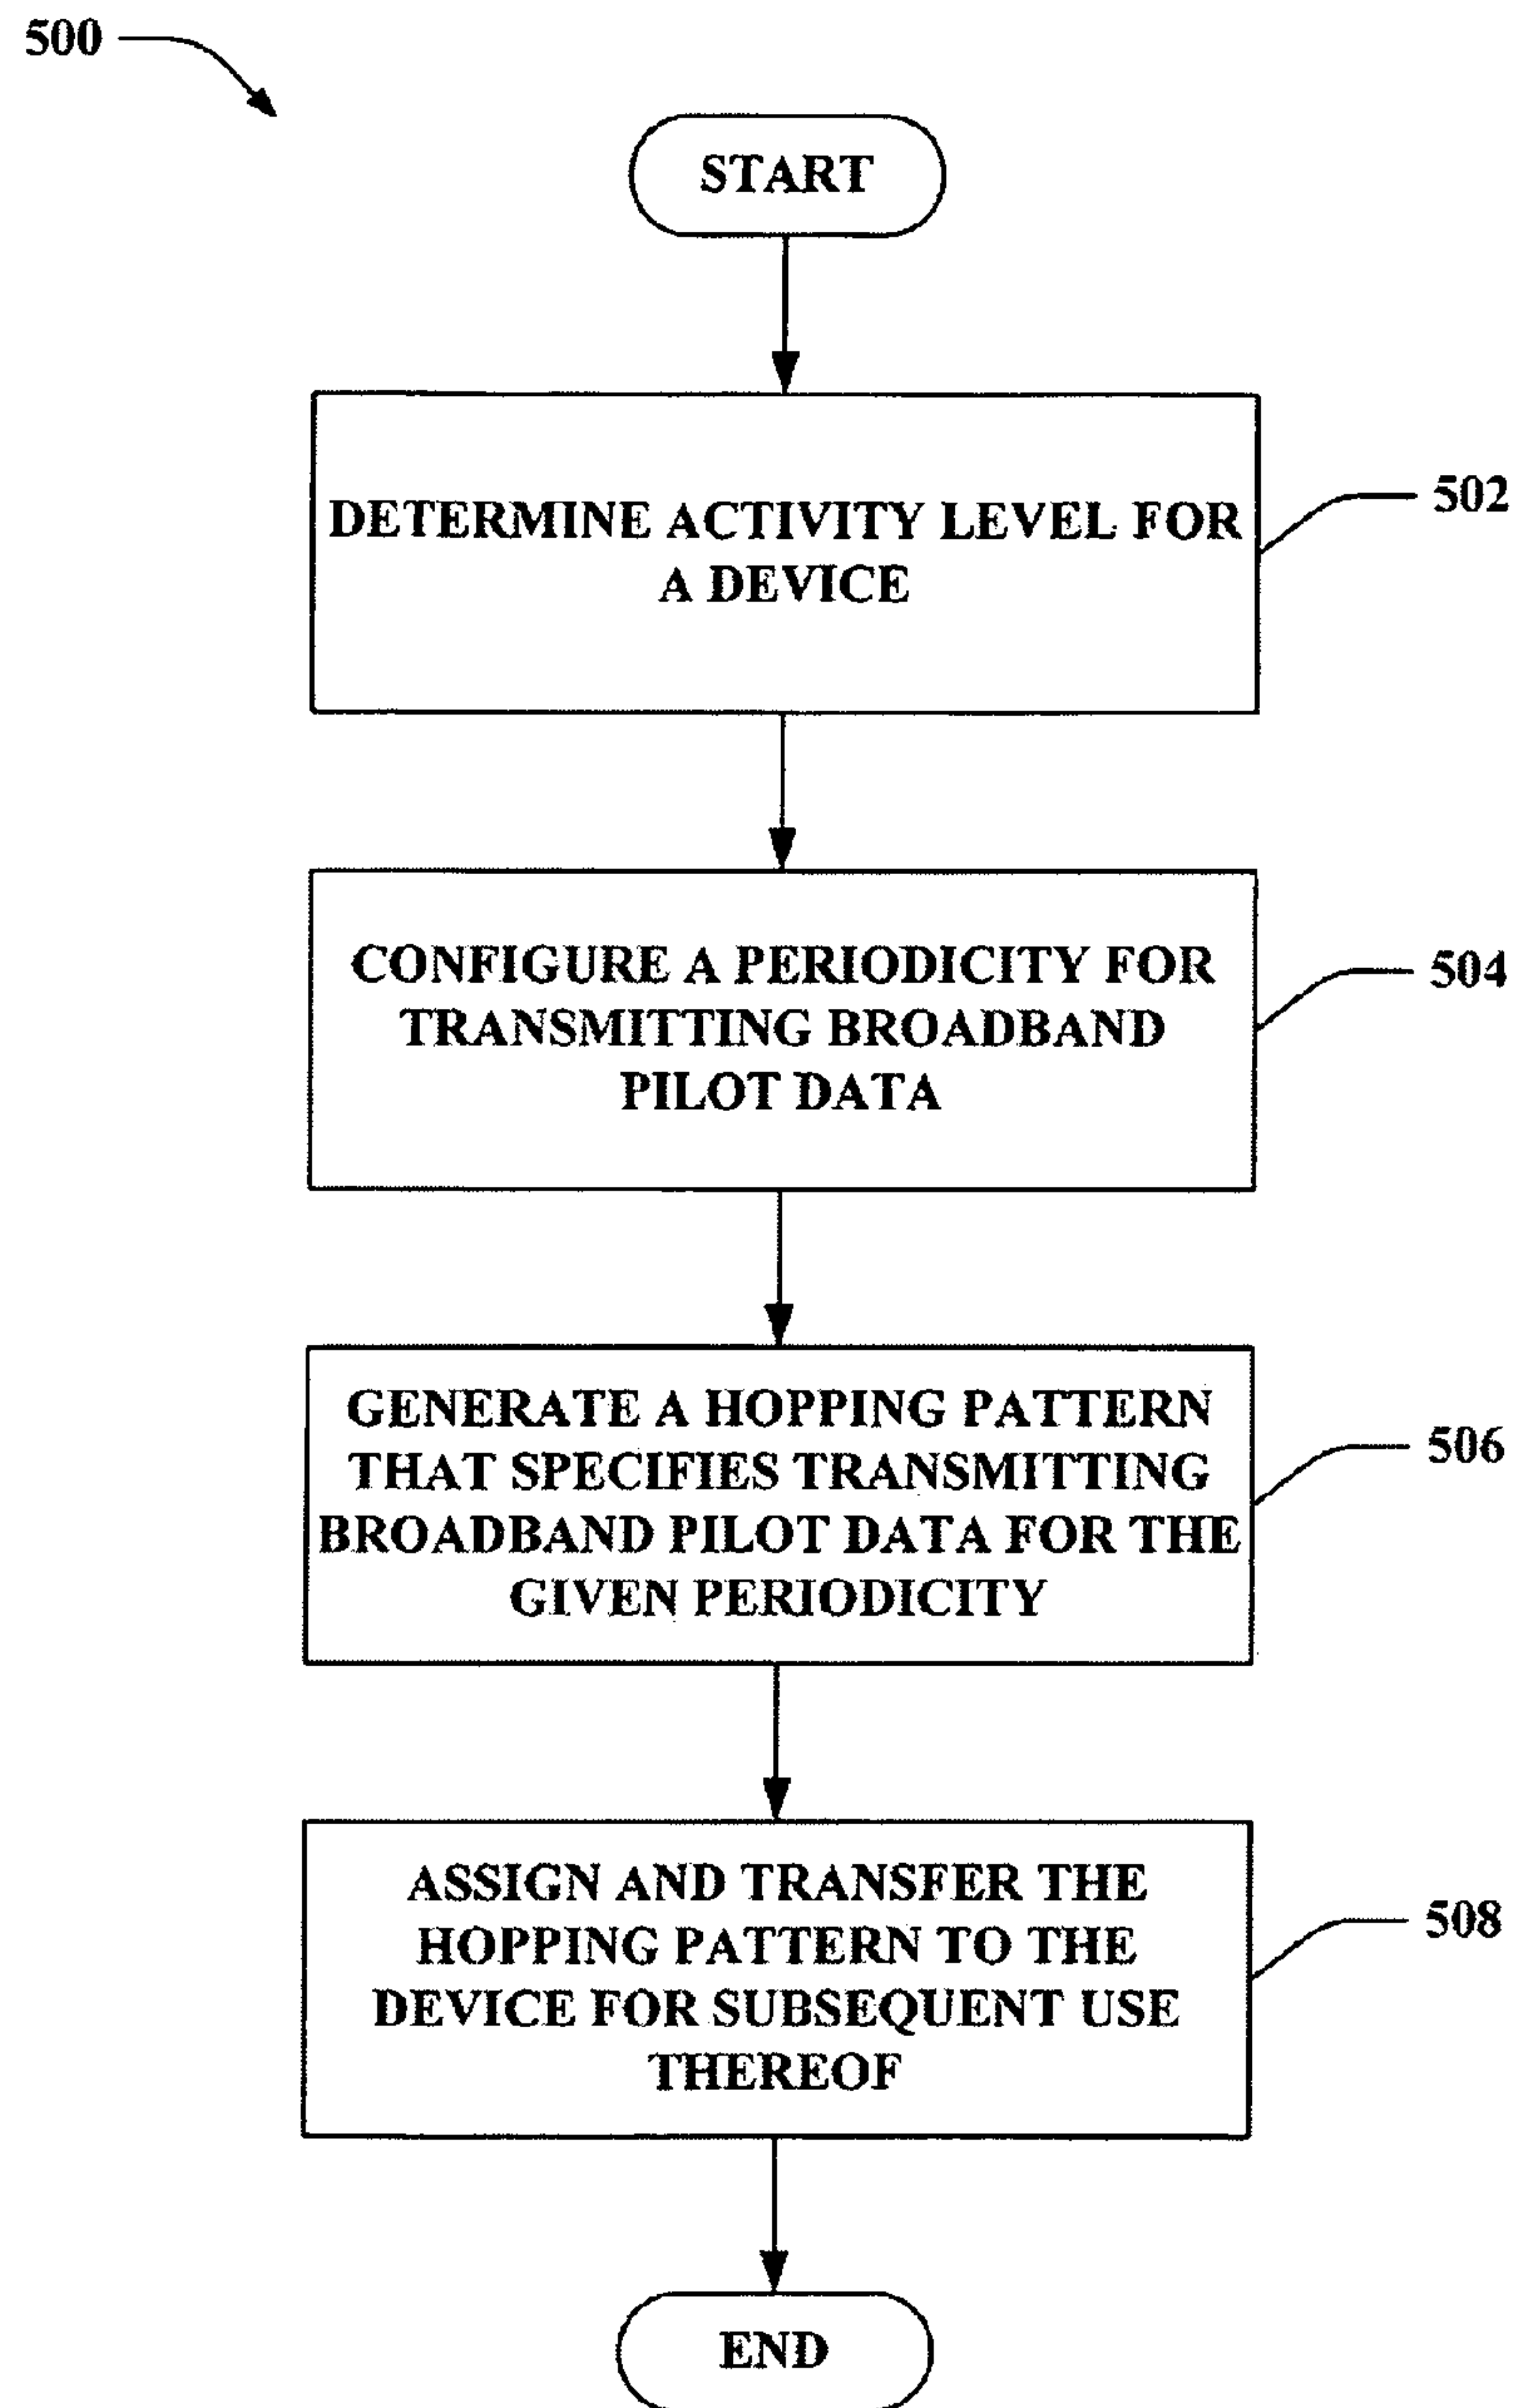 500
START
DETERMINE ACTIVITY LEVEL FOR
A DEVICE
502
CONFIGURE A PERIODICITY FOR
TRANSMITTING BROADBAND
PILOT DATA
504
GENERATE A HOPPING PATTERN
THAT SPECIFIES TRANSMITTING
BROADBAND PILOT DATA FOR THE
GIVEN PERIODICITY
506
ASSIGN AND TRANSFER THE
HOPPING PATTERN TO THE
DEVICE FOR SUBSEQUENT USE
THEREOF
508
END